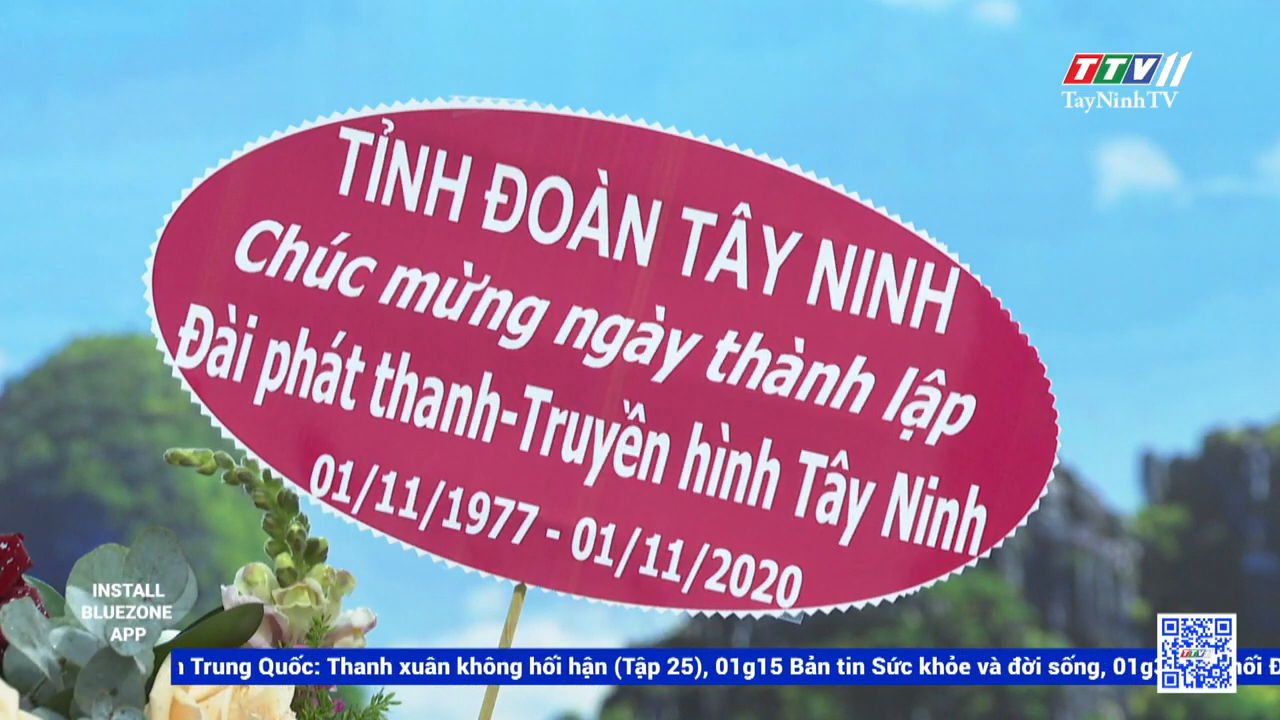 TTV11
TayNinhTV
TỈNH ĐOÀN TÂY NINH
Chúc mừng ngày thành lập
Đài phát thanh-Truyền hình Tây Ninh
01/11/1977 - 01/11/2020
INSTALL
BLUEZONE
APP
Trung Quốc: Thanh xuân không hối hận (Tập 25), 01g15 Bản tin Sức khỏe và đời sống,
TTV